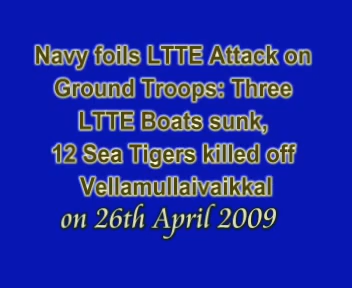 Navy foils LTTE Attack on
Ground Troops: Three
LTTE Boats sunk,
12 Sea Tigers killed off
Vellamullaivaikkal
on 26th April 2009